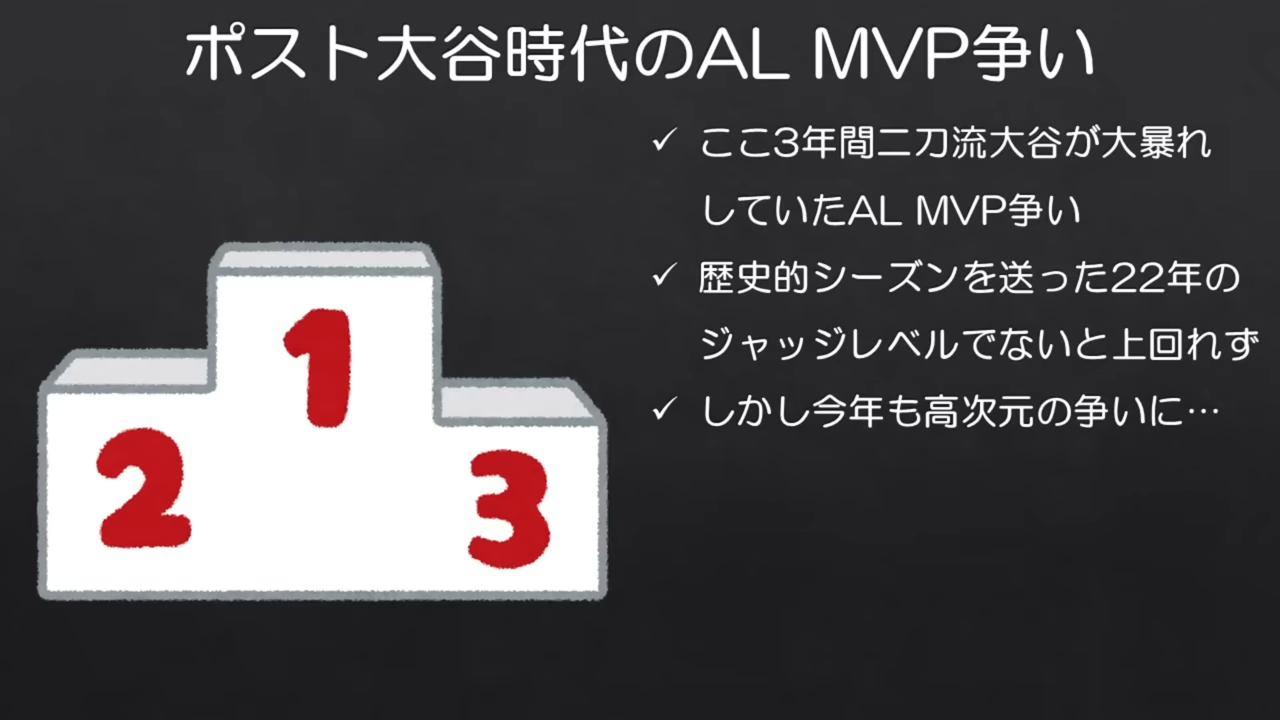 ポスト大谷時代のAL MVP争い
✓ ここ3年間二刀流大谷が大暴れ
していたAL MVP争い
✓ 歴史的シーズンを送った22年の
ジャッジレベルでないと上回れず
✓ しかし今年も高次元の争いに…
1
2
3